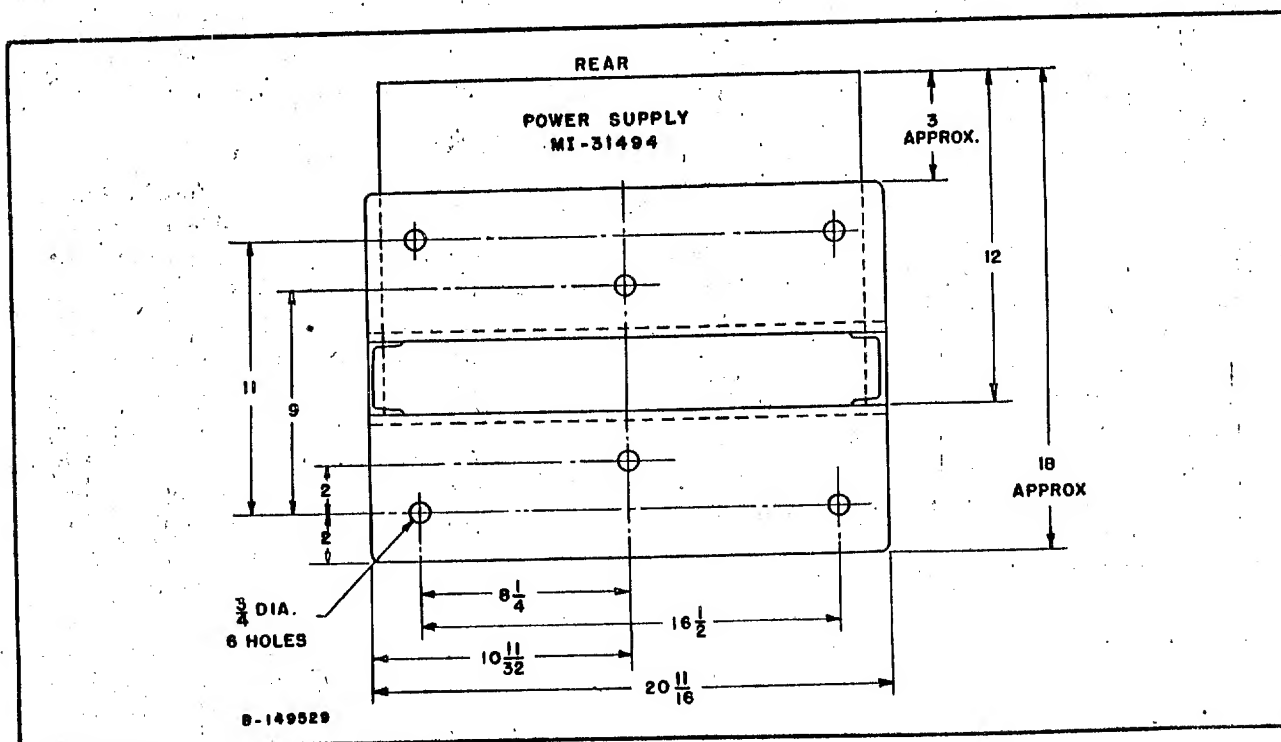 REAR
POWER SUPPLY
MI-31494
3
APPROX.
12
11
9
18
APPROX
2
2
3/4 DIA.
6 HOLES
8 1/4
16 1/2
10 11/32
20 11/16
B-149529